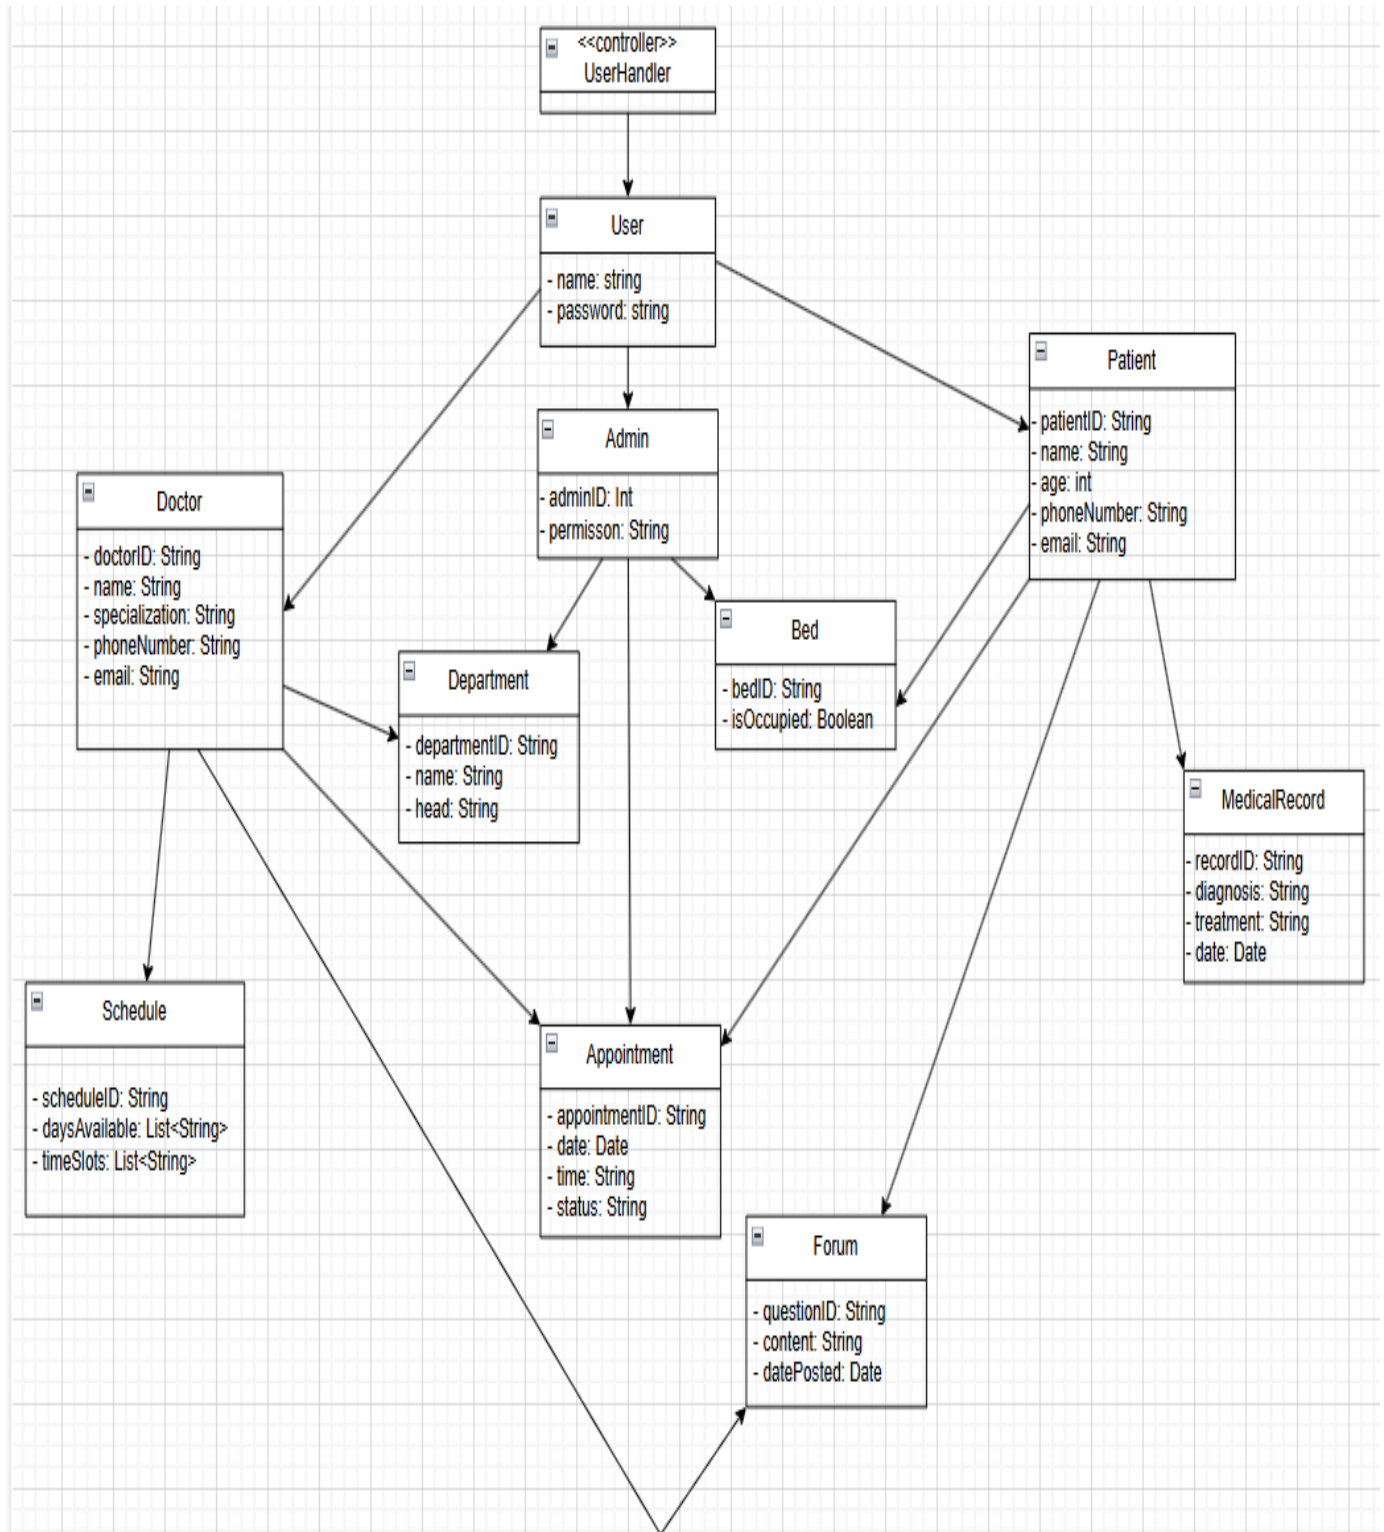 <<controller>>
UserHandler
User
- name: string
- password: string
Patient
- patientID: String
- name: String
- age: int
- phoneNumber: String
- email: String
Admin
- adminID: Int
- permisson: String
Doctor
- doctorID: String
- name: String
- specialization: String
- phoneNumber: String
- email: String
Bed
- bedID: String
- isOccupied: Boolean
Department
- departmentID: String
- name: String
- head: String
MedicalRecord
- recordID: String
- diagnosis: String
- treatment: String
- date: Date
Schedule
- scheduleID: String
- daysAvailable: List<String>
- timeSlots: List<String>
Appointment
- appointmentID: String
- date: Date
- time: String
- status: String
Forum
- questionID: String
- content: String
- datePosted: Date